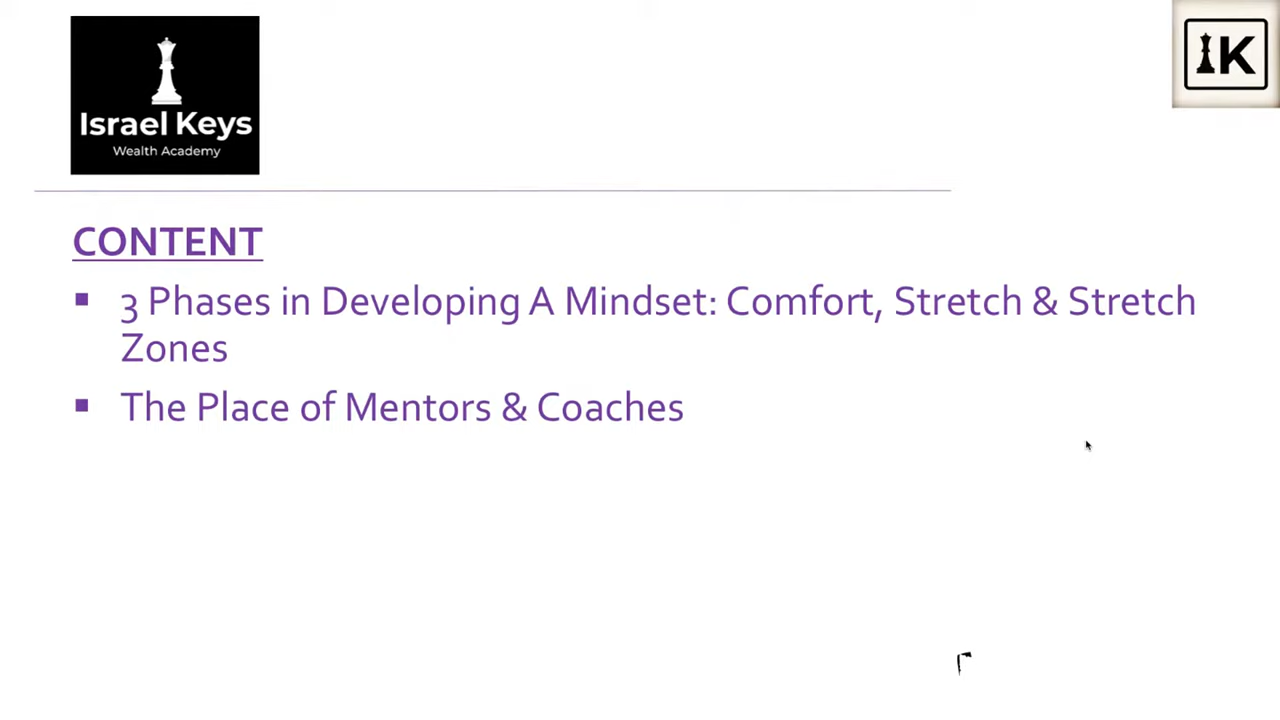 Israel Keys
Wealth Academy
K
CONTENT
▪ 3 Phases in Developing A Mindset: Comfort, Stretch & Stretch
Zones
▪ The Place of Mentors & Coaches